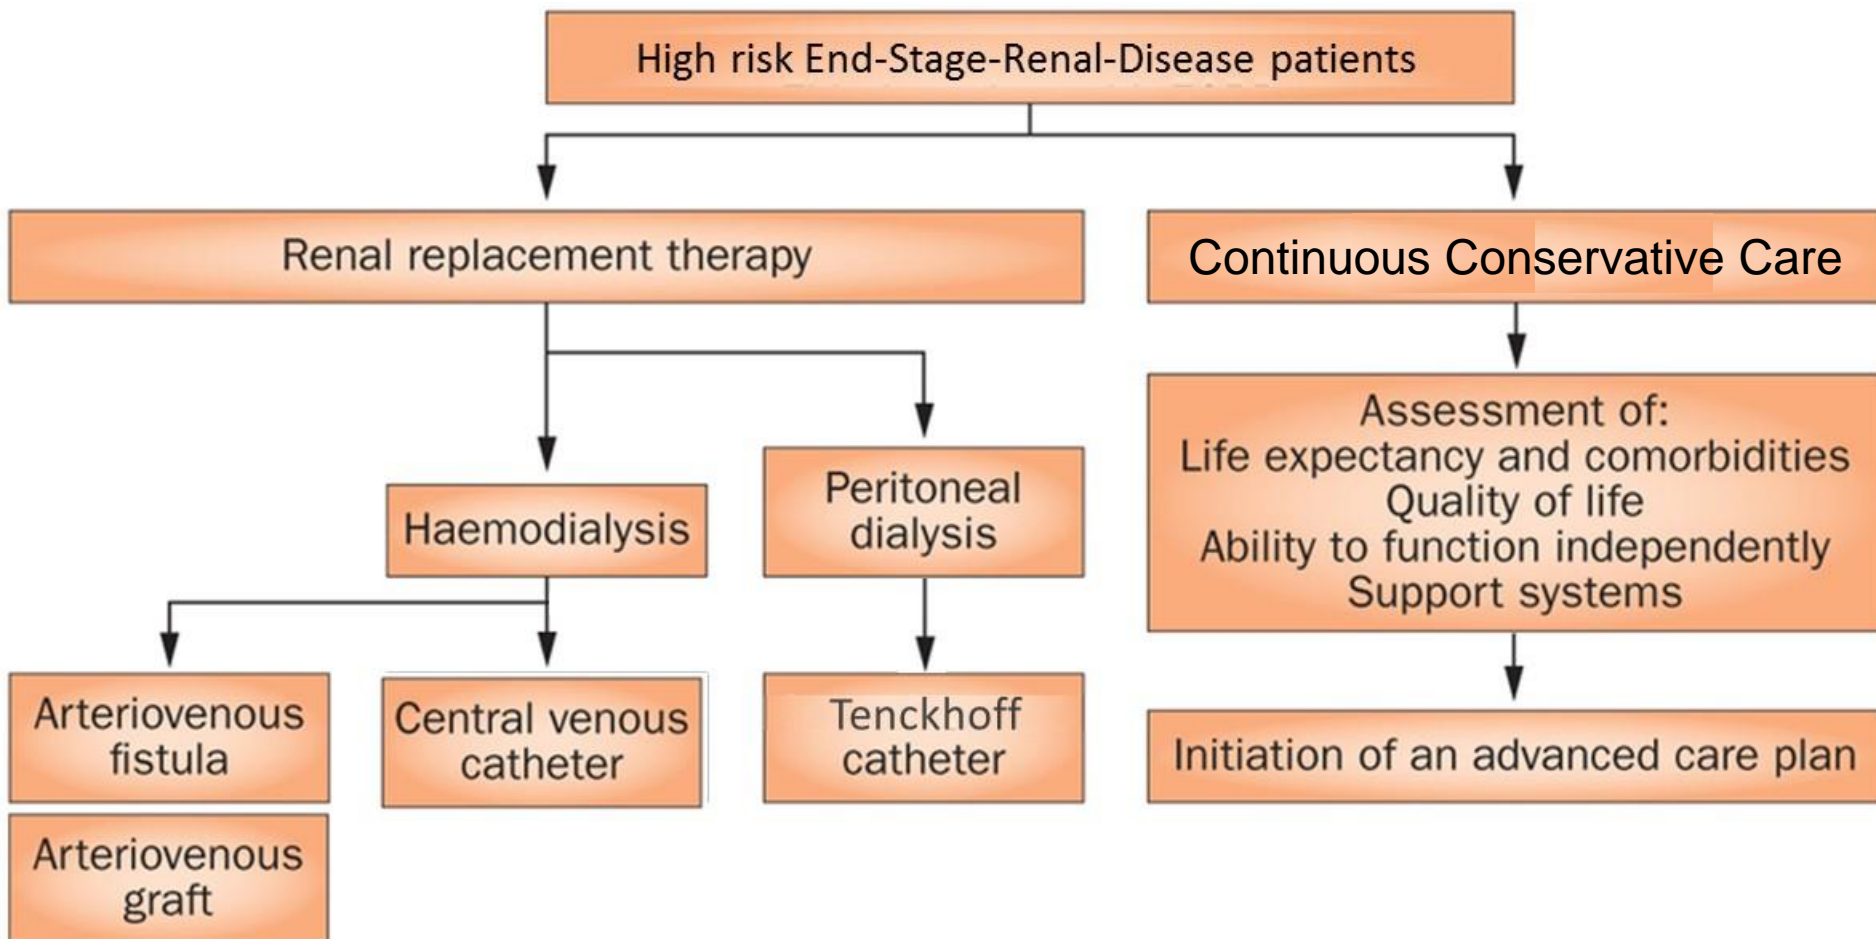 High risk End-Stage-Renal-Disease patients
Renal replacement therapy
Continuous Conservative Care
Haemodialysis
Peritoneal
dialysis
Assessment of:
Life expectancy and comorbidities
Quality of life
Ability to function independently
Support systems
Arteriovenous
fistula
Central venous
catheter
Tenckhoff
catheter
Initiation of an advanced care plan
Arteriovenous
graft